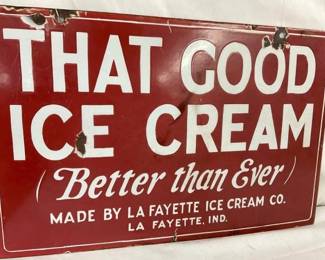 THAT GOOD
ICE CREAM
(Better than Ever)
MADE BY LA FAYETTE ICE CREAM CO.
LA FAYETTE, IND.